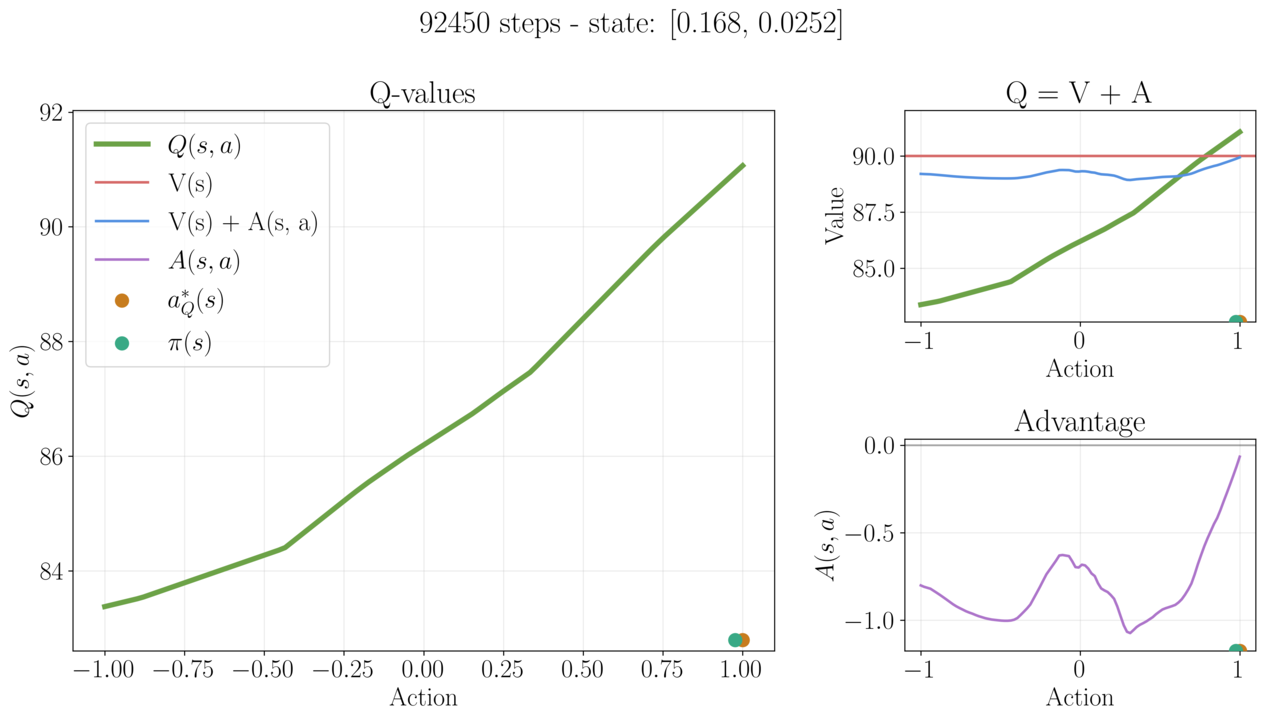 92450 steps - state: [0.168, 0.0252]
Q-values
92
90
88
86
84
Q(s, a)
Q(s, a)
V(s)
V(s) + A(s, a)
A(s, a)
a*Q(s)
π(s)
−1.00 −0.75 −0.50 −0.25 0.00 0.25 0.50 0.75 1.00
Action
Q = V + A
90.0
87.5
85.0
Value
−1 0 1
Action
Advantage
0.0
−0.5
−1.0
A(s, a)
−1 0 1
Action